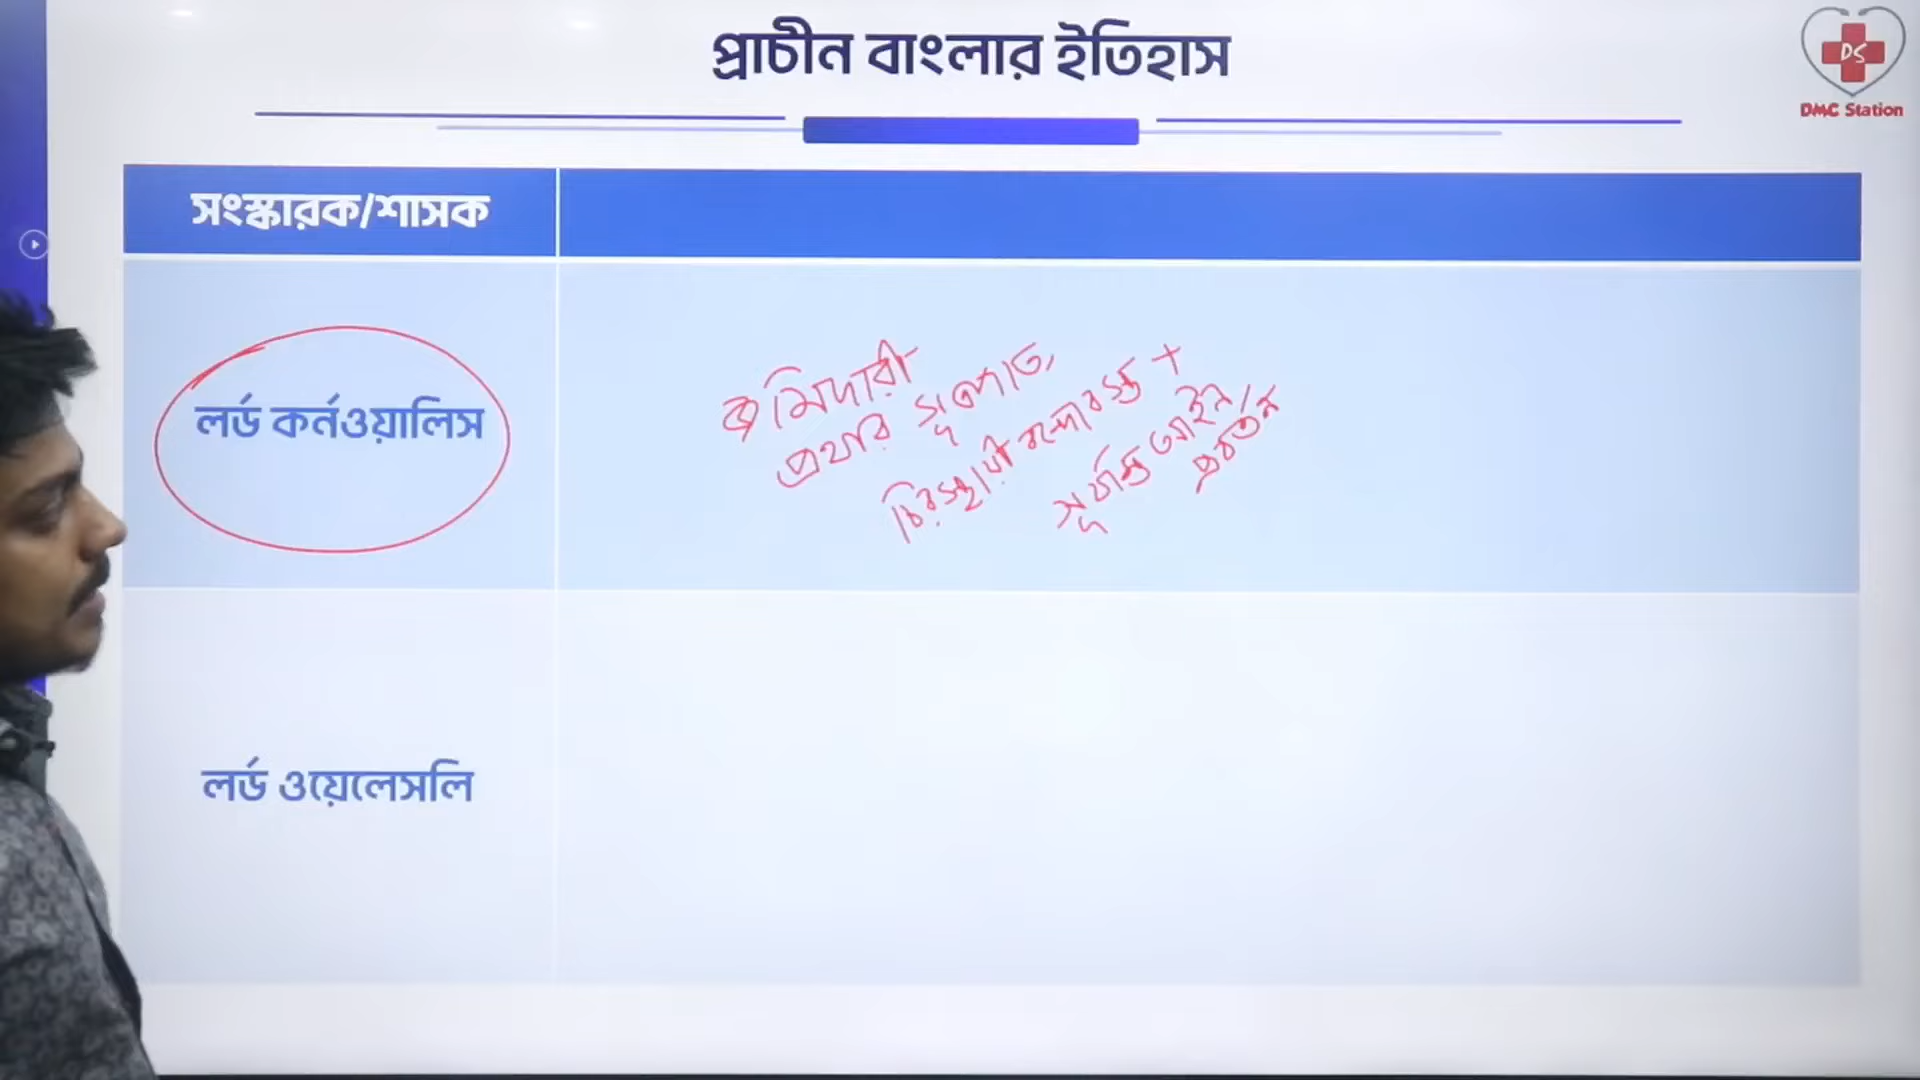 প্রাচীন বাংলার ইতিহাস
DS
DMC Station
সংস্কারক/শাসক
লর্ড কর্নওয়ালিস
জমিদারী
প্রথার সূত্রপাত,
চিরস্থায়ী বন্দোবস্ত +
সূর্যাস্ত আইন
প্রবর্তন
লর্ড ওয়েলেসলি